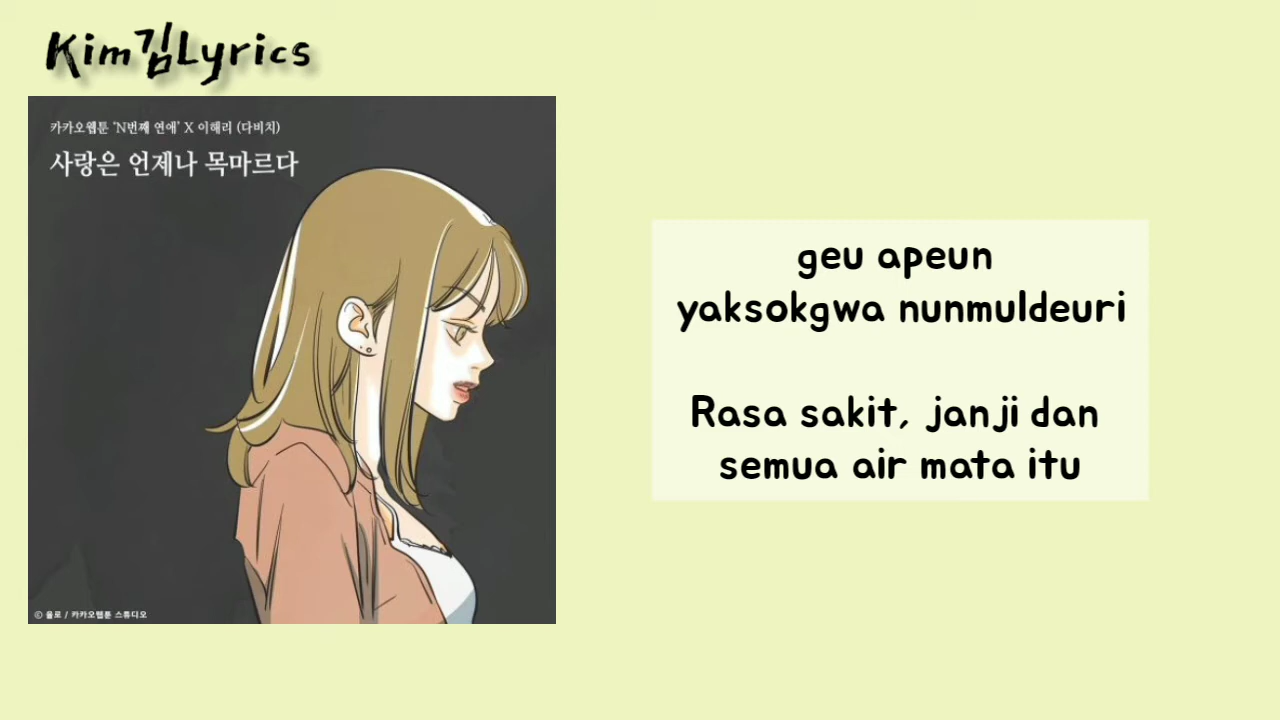 Kim김Lyrics
카카오웹툰 'N번째 연애' X 이해리 (다비치)
사랑은 언제나 목마르다
© 율로 / 카카오웹툰 스튜디오
geu apeun
yaksokgwa nunmuldeuri
Rasa sakit, janji dan
semua air mata itu